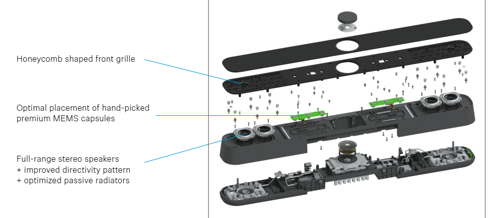 Honeycomb shaped front grille
Optimal placement of hand-picked
premium MEMS capsules
Full-range stereo speakers
+ improved directivity pattern
+ optimized passive radiators